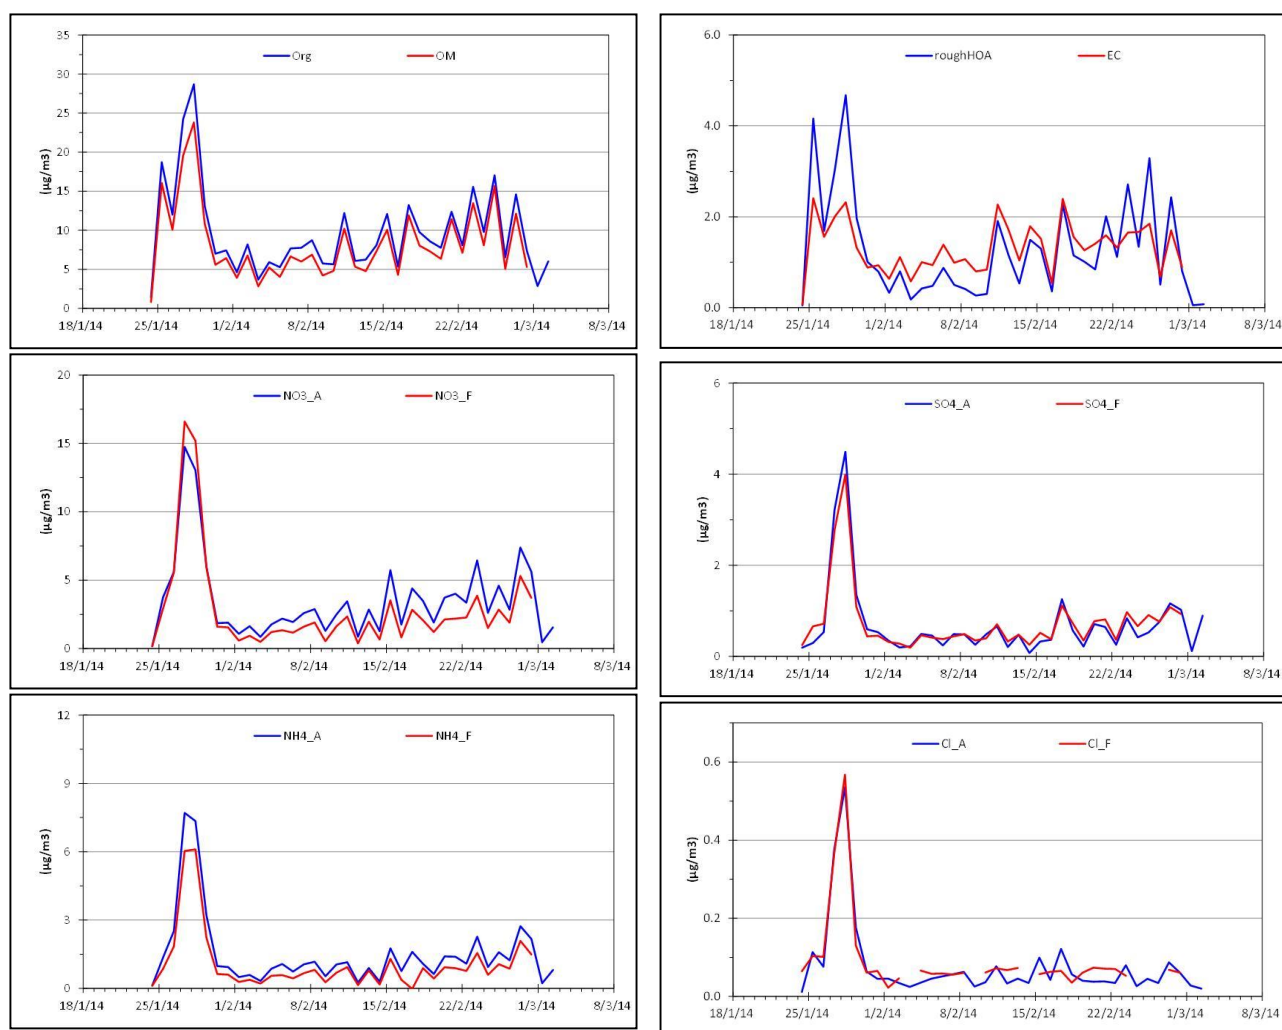 Org OM
(µg/m3)
35
30
25
20
15
10
5
0
18/1/14 25/1/14 1/2/14 8/2/14 15/2/14 22/2/14 1/3/14 8/3/14
roughHOA EC
(µg/m3)
6.0
4.0
2.0
0.0
18/1/14 25/1/14 1/2/14 8/2/14 15/2/14 22/2/14 1/3/14 8/3/14
NO3_A NO3_F
(µg/m3)
20
15
10
5
0
18/1/14 25/1/14 1/2/14 8/2/14 15/2/14 22/2/14 1/3/14 8/3/14
SO4_A SO4_F
(µg/m3)
6
4
2
0
18/1/14 25/1/14 1/2/14 8/2/14 15/2/14 22/2/14 1/3/14 8/3/14
NH4_A NH4_F
(µg/m3)
12
9
6
3
0
18/1/14 25/1/14 1/2/14 8/2/14 15/2/14 22/2/14 1/3/14 8/3/14
Cl_A Cl_F
(µg/m3)
0.6
0.4
0.2
0.0
18/1/14 25/1/14 1/2/14 8/2/14 15/2/14 22/2/14 1/3/14 8/3/14